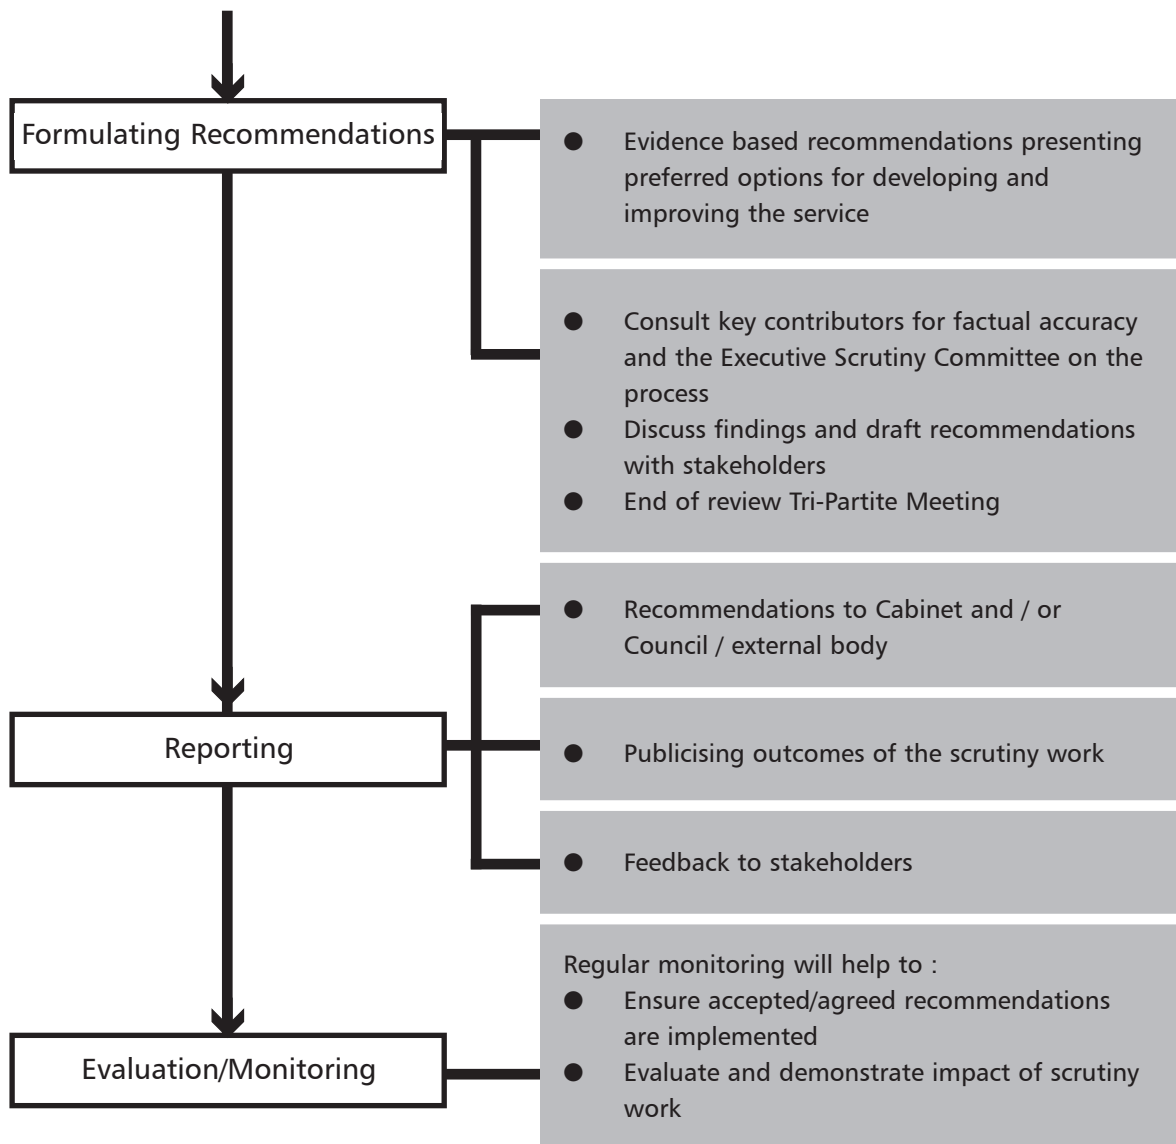 Formulating Recommendations
● Evidence based recommendations presenting
preferred options for developing and
improving the service
● Consult key contributors for factual accuracy
and the Executive Scrutiny Committee on the
process
● Discuss findings and draft recommendations
with stakeholders
● End of review Tri-Partite Meeting
● Recommendations to Cabinet and / or
Council / external body
Reporting
● Publicising outcomes of the scrutiny work
● Feedback to stakeholders
Regular monitoring will help to :
● Ensure accepted/agreed recommendations
are implemented
Evaluation/Monitoring
● Evaluate and demonstrate impact of scrutiny
work